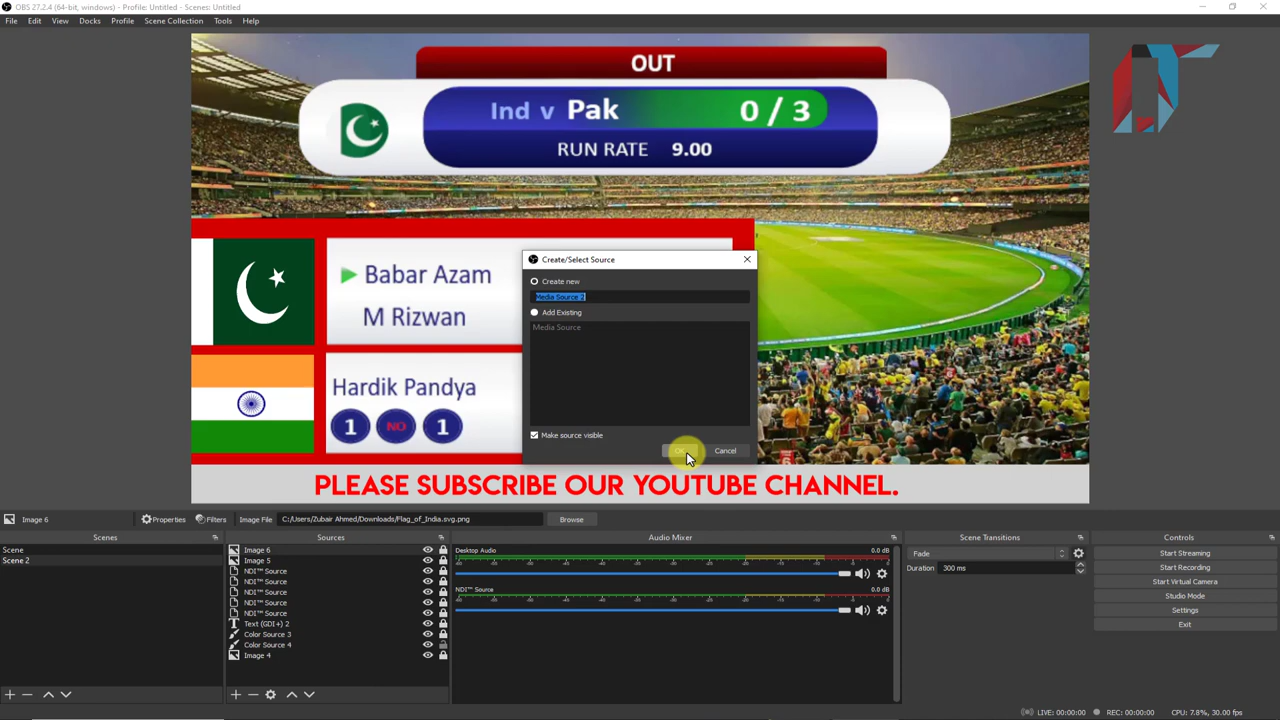 OBS 27.2.4 (64-bit, windows) - Profile: Untitled - Scenes: Untitled
File Edit View Docks Profile Scene Collection Tools Help
OUT
Ind v Pak 0 / 3
RUN RATE 9.00
Babar Azam
M Rizwan
Hardik Pandya
1 NO 1
Create/Select Source
Create new
Media Source 2
Add Existing
Media Source
Make source visible
OK Cancel
PLEASE SUBSCRIBE OUR YOUTUBE CHANNEL.
Image 6 Properties Filters Image File C:/Users/Zubair Ahmed/Downloads/Flag_of_India.svg.png Browse
Scenes
Scene
Scene 2
Sources
Image 6
Image 5
NDI™ Source
NDI™ Source
NDI™ Source
NDI™ Source
NDI™ Source
Text (GDI+) 2
Color Source 3
Color Source 4
Image 4
Audio Mixer
Desktop Audio 0.0 dB
NDI™ Source 0.0 dB
Scene Transitions
Fade
Duration 300 ms
Controls
Start Streaming
Start Recording
Start Virtual Camera
Studio Mode
Settings
Exit
LIVE: 00:00:00 REC: 00:00:00 CPU: 7.8%, 30.00 fps